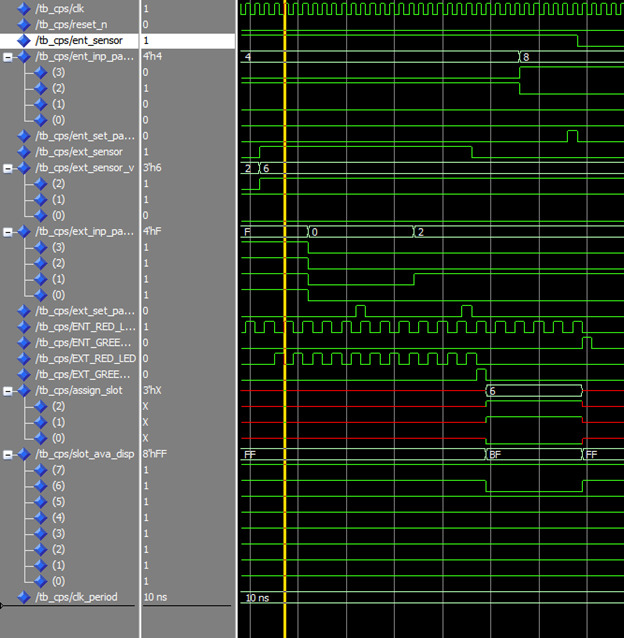 /tb_cps/clk 1
/tb_cps/reset_n 0
/tb_cps/ent_sensor 1
/tb_cps/ent_inp_pa... 4'h4 4 8
(3) 0
(2) 1
(1) 0
(0) 0
/tb_cps/ent_set_pa... 0
/tb_cps/ext_sensor 1
/tb_cps/ext_sensor_v 3'h6 2 6
(2) 1
(1) 1
(0) 0
/tb_cps/ext_inp_pa... 4'hF F 0 2
(3) 1
(2) 1
(1) 1
(0) 1
/tb_cps/ext_set_pa... 0
/tb_cps/ENT_RED_L... 1
/tb_cps/ENT_GREE... 0
/tb_cps/EXT_RED_LED 0
/tb_cps/EXT_GREE... 0
/tb_cps/assign_slot 3'hX 6
(2) X
(1) X
(0) X
/tb_cps/slot_ava_disp 8'hFF FF BF FF
(7) 1
(6) 1
(5) 1
(4) 1
(3) 1
(2) 1
(1) 1
(0) 1
/tb_cps/clk_period 10 ns 10 ns